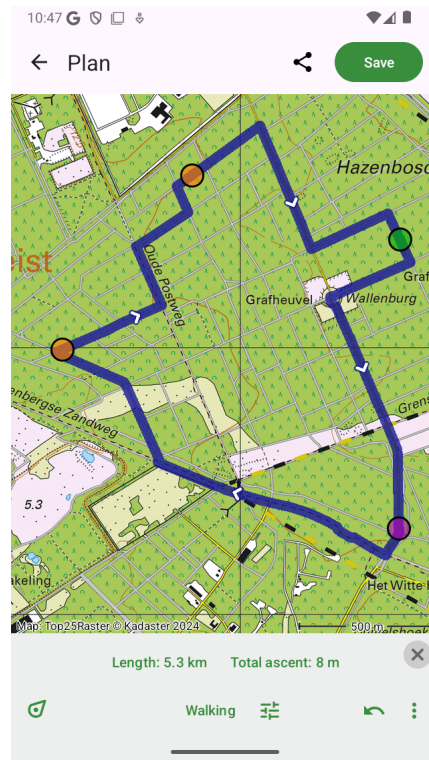 10:47
Plan
Save
Hazenbosc
eist
Oude Postweg
Graf
Grafheuvel
Wallenburg
enbergse Zandweg
Grens
5.3
akeling
Het Witte
Map: Top25Raster © Kadaster 2024
500 m
Length: 5.3 km Total ascent: 8 m
Walking